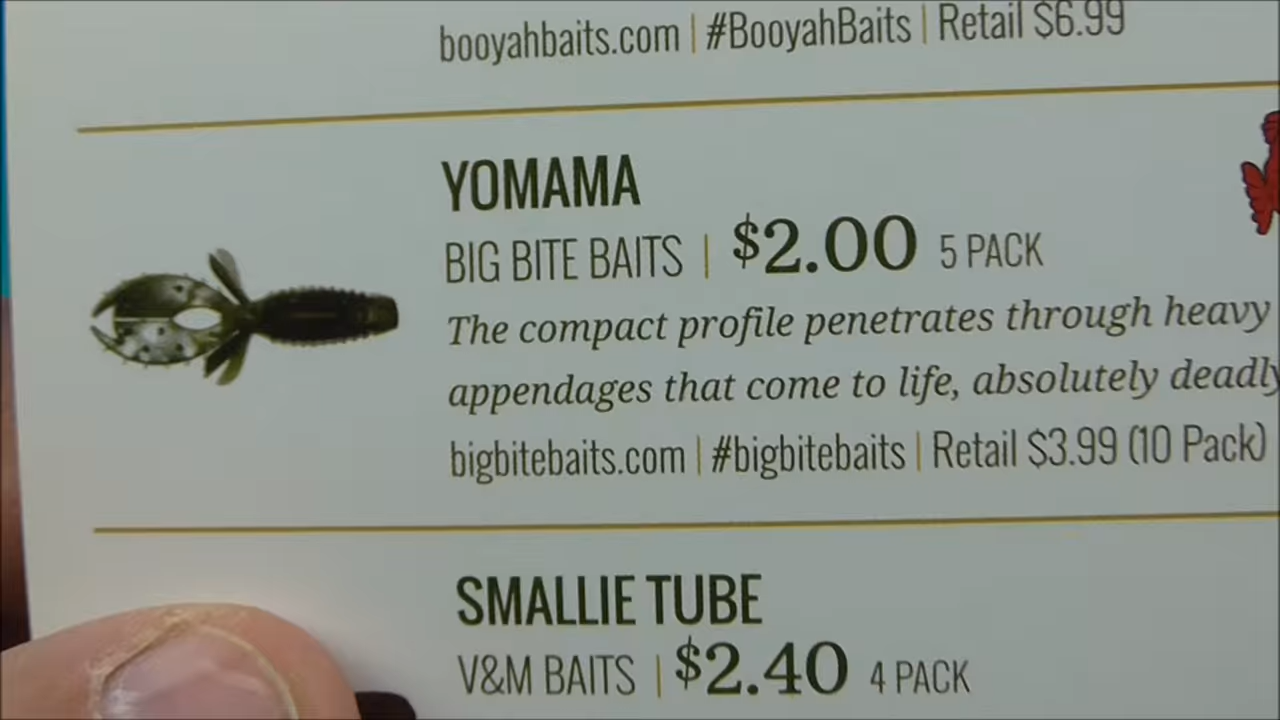 booyahbaits.com | #BooyahBaits | Retail $6.99
YOMAMA
BIG BITE BAITS | $2.00 5 PACK
The compact profile penetrates through heavy
appendages that come to life, absolutely deadly
bigbitebaits.com | #bigbitebaits | Retail $3.99 (10 Pack)
SMALLIE TUBE
V&M BAITS | $2.40 4 PACK